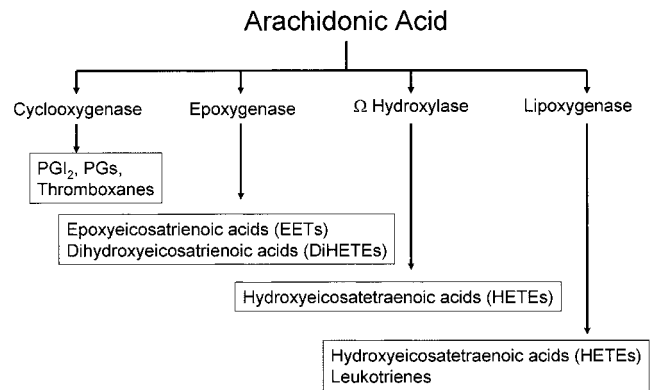 Arachidonic Acid
Cyclooxygenase
Epoxygenase
Ω Hydroxylase
Lipoxygenase
PGI₂, PGs,
Thromboxanes
Epoxyeicosatrienoic acids (EETs)
Dihydroxyeicosatrienoic acids (DiHETEs)
Hydroxyeicosatetraenoic acids (HETEs)
Hydroxyeicosatetraenoic acids (HETEs)
Leukotrienes